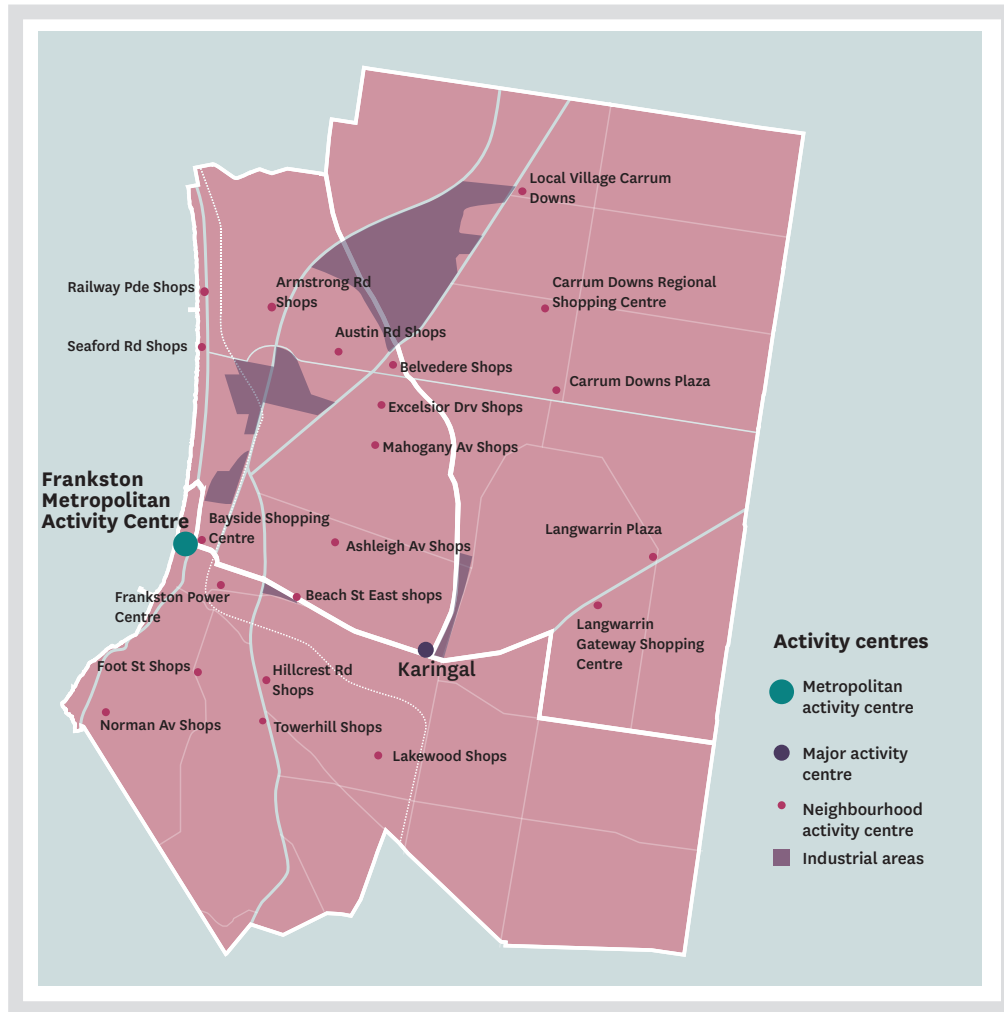 Local Village Carrum
Downs
Railway Pde Shops
Armstrong Rd
Shops
Carrum Downs Regional
Shopping Centre
Austin Rd Shops
Seaford Rd Shops
Belvedere Shops
Carrum Downs Plaza
Excelsior Drv Shops
Mahogany Av Shops
Frankston
Metropolitan
Activity Centre
Bayside Shopping
Centre
Langwarrin Plaza
Ashleigh Av Shops
Frankston Power
Centre
Beach St East shops
Langwarrin
Gateway Shopping
Centre
Karingal
Foot St Shops
Hillcrest Rd
Shops
Norman Av Shops
Towerhill Shops
Lakewood Shops
Activity centres
Metropolitan
activity centre
Major activity
centre
Neighbourhood
activity centre
Industrial areas